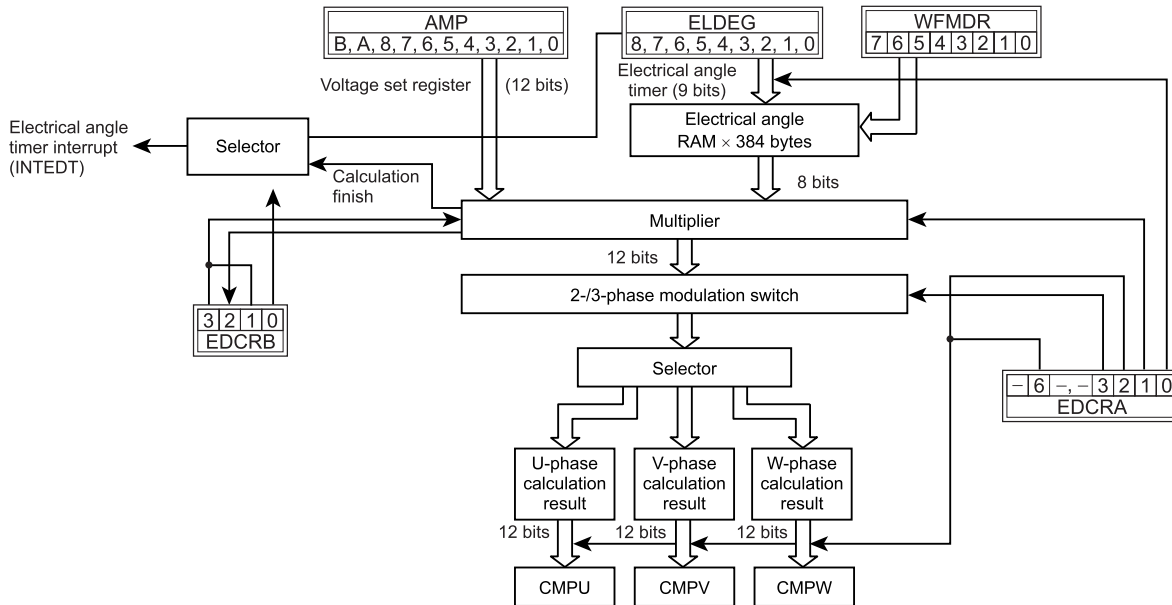 AMP
B, A, 8, 7, 6, 5, 4, 3, 2, 1, 0
ELDEG
8, 7, 6, 5, 4, 3, 2, 1, 0
WFMDR
7 6 5 4 3 2 1 0
Voltage set register
(12 bits)
Electrical angle
timer (9 bits)
Electrical angle
RAM × 384 bytes
Electrical angle
timer interrupt
(INTEDT)
Selector
Calculation
finish
8 bits
Multiplier
12 bits
2-/3-phase modulation switch
3 2 1 0
EDCRB
Selector
– 6 –, – 3 2 1 0
EDCRA
U-phase
calculation
result
V-phase
calculation
result
W-phase
calculation
result
12 bits
12 bits
12 bits
CMPU
CMPV
CMPW